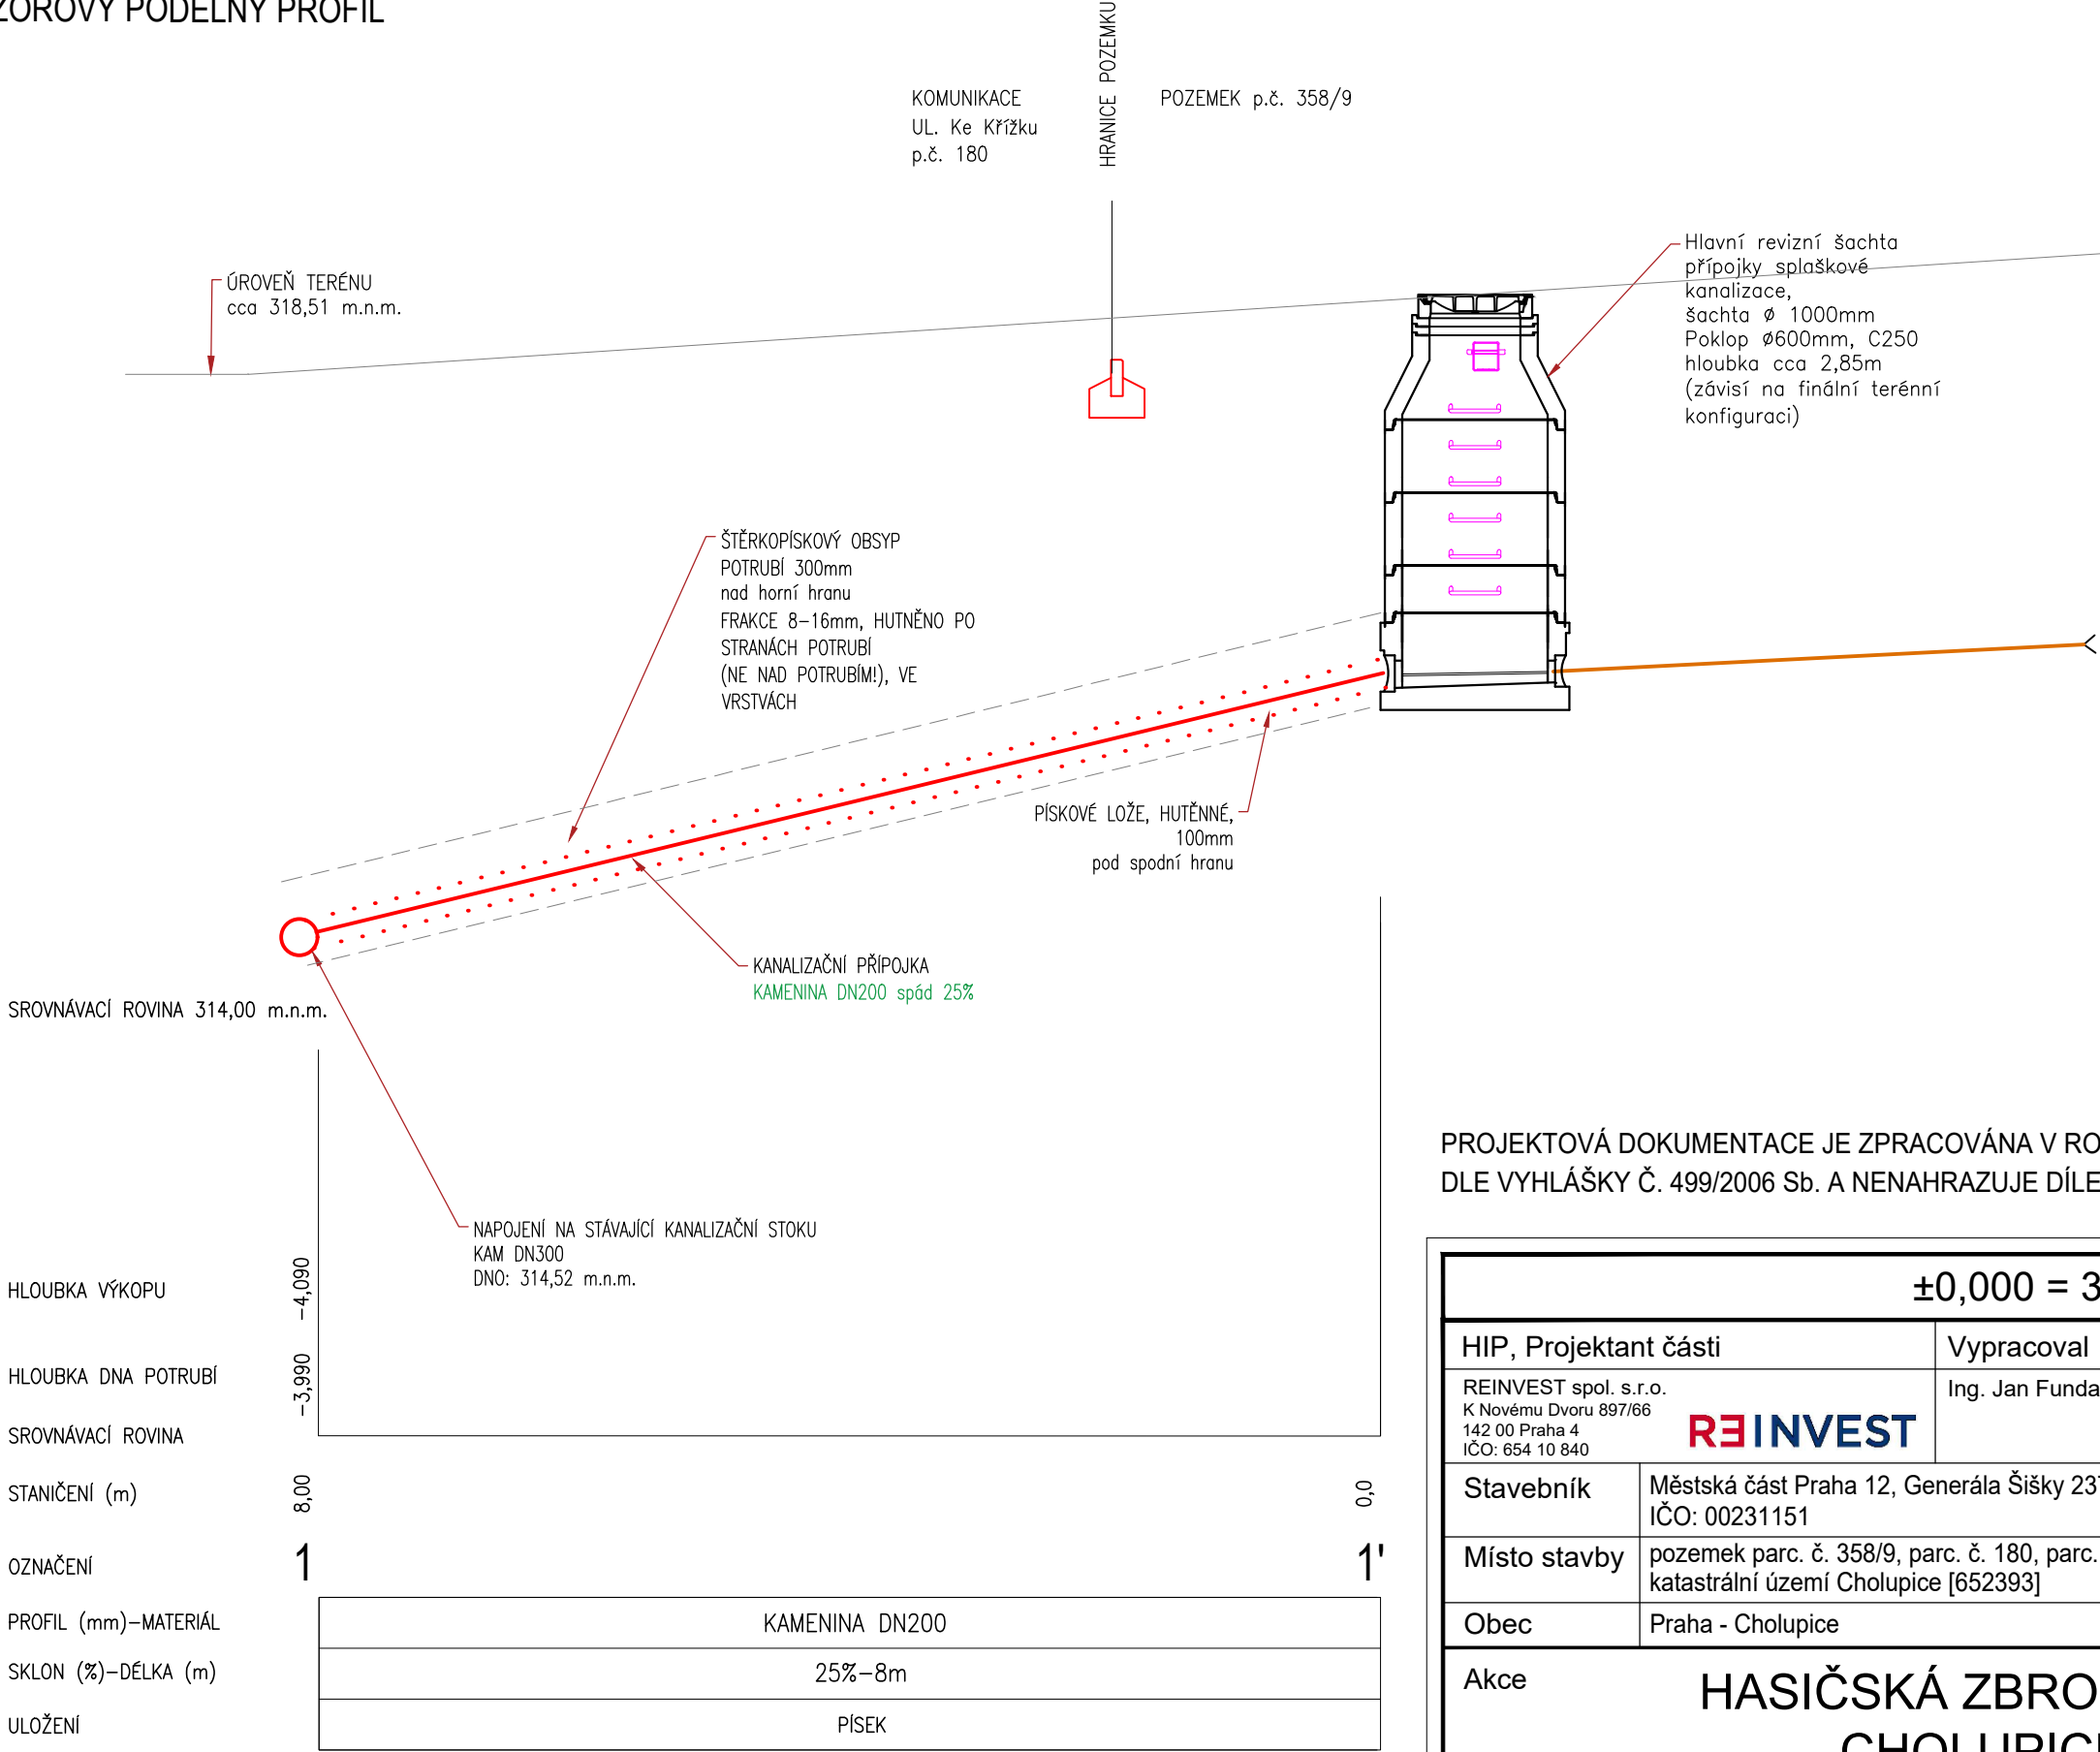 ZOROVÝ PODÉLNÝ PROFIL
HRANICE POZEMKU
KOMUNIKACE
UL. Ke Křížku
p.č. 180
POZEMEK p.č. 358/9
ÚROVEŇ TERÉNU
cca 318,51 m.n.m.
Hlavní revizní šachta
přípojky splaškové
kanalizace,
šachta Ø 1000mm
Poklop Ø600mm, C250
hloubka cca 2,85m
(závisí na finální terénní
konfiguraci)
ŠTĚRKOPÍSKOVÝ OBSYP
POTRUBÍ 300mm
nad horní hranu
FRAKCE 8-16mm, HUTNĚNO PO
STRANÁCH POTRUBÍ
(NE NAD POTRUBÍM!), VE
VRSTVÁCH
PÍSKOVÉ LOŽE, HUTĚNNÉ,
100mm
pod spodní hranu
KANALIZAČNÍ PŘÍPOJKA
KAMENINA DN200 spád 25%
SROVNÁVACÍ ROVINA 314,00 m.n.m.
NAPOJENÍ NA STÁVAJÍCÍ KANALIZAČNÍ STOKU
KAM DN300
DNO: 314,52 m.n.m.
HLOUBKA VÝKOPU -4,090
HLOUBKA DNA POTRUBÍ -3,990
SROVNÁVACÍ ROVINA
STANIČENÍ (m) 8,00 0,0
OZNAČENÍ 1 1'
PROFIL (mm)-MATERIÁL KAMENINA DN200
SKLON (%)-DÉLKA (m) 25%-8m
ULOŽENÍ PÍSEK
PROJEKTOVÁ DOKUMENTACE JE ZPRACOVÁNA V RO
DLE VYHLÁŠKY Č. 499/2006 Sb. A NENAHRAZUJE DÍLE
±0,000 = 3
HIP, Projektant části
Vypracoval
REINVEST spol. s.r.o.
K Novému Dvoru 897/66
142 00 Praha 4
IČO: 654 10 840
REINVEST
Ing. Jan Funda
Stavebník
Městská část Praha 12, Generála Šišky 237
IČO: 00231151
Místo stavby
pozemek parc. č. 358/9, parc. č. 180, parc.
katastrální území Cholupice [652393]
Obec
Praha - Cholupice
Akce
HASIČSKÁ ZBRO
CHOLUPIC